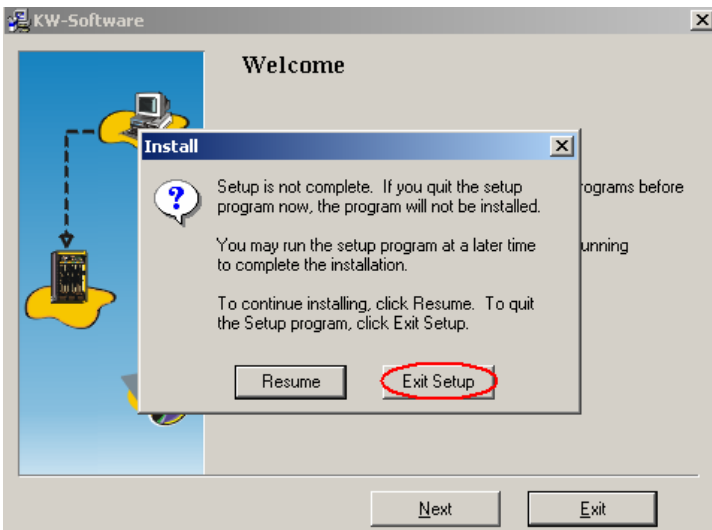 KW-Software
Welcome
Install
Setup is not complete. If you quit the setup
program now, the program will not be installed.
You may run the setup program at a later time
to complete the installation.
To continue installing, click Resume. To quit
the Setup program, click Exit Setup.
Resume
Exit Setup
rograms before
unning
Next
Exit